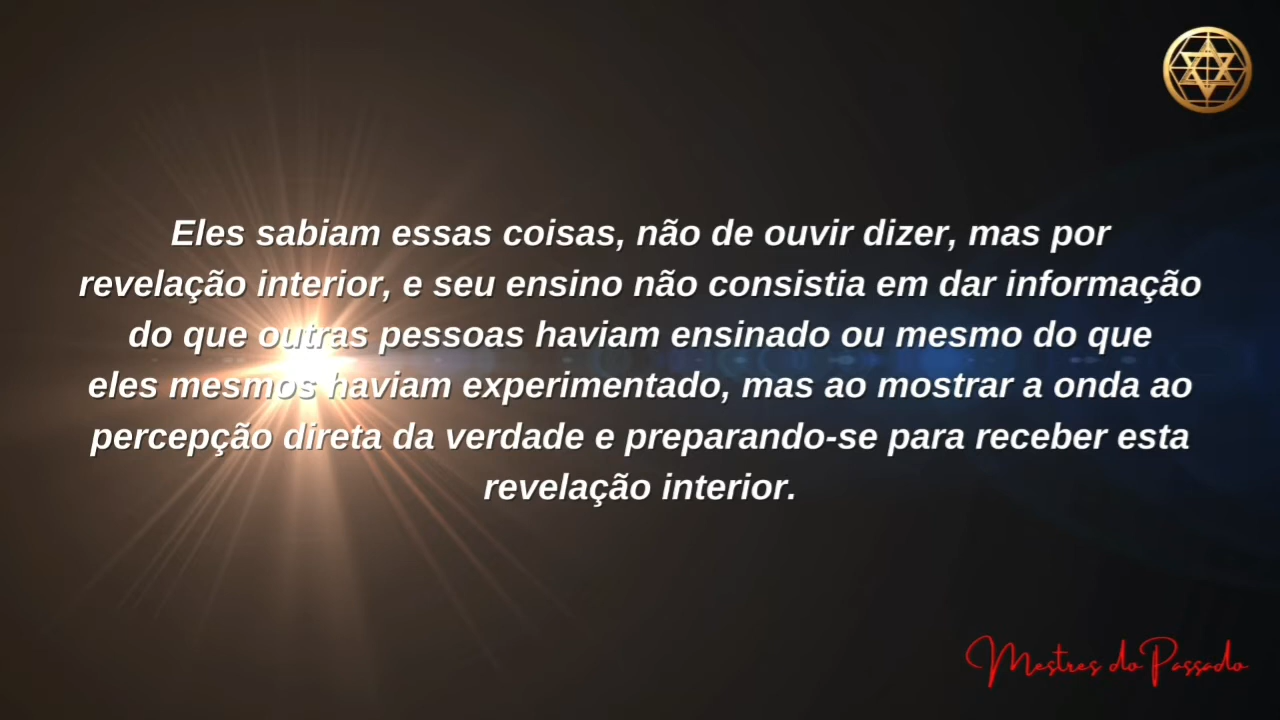 Eles sabiam essas coisas, não de ouvir dizer, mas por
revelação interior, e seu ensino não consistia em dar informação
do que outras pessoas haviam ensinado ou mesmo do que
eles mesmos haviam experimentado, mas ao mostrar a onda ao
percepção direta da verdade e preparando-se para receber esta
revelação interior.
Mestres do Passado